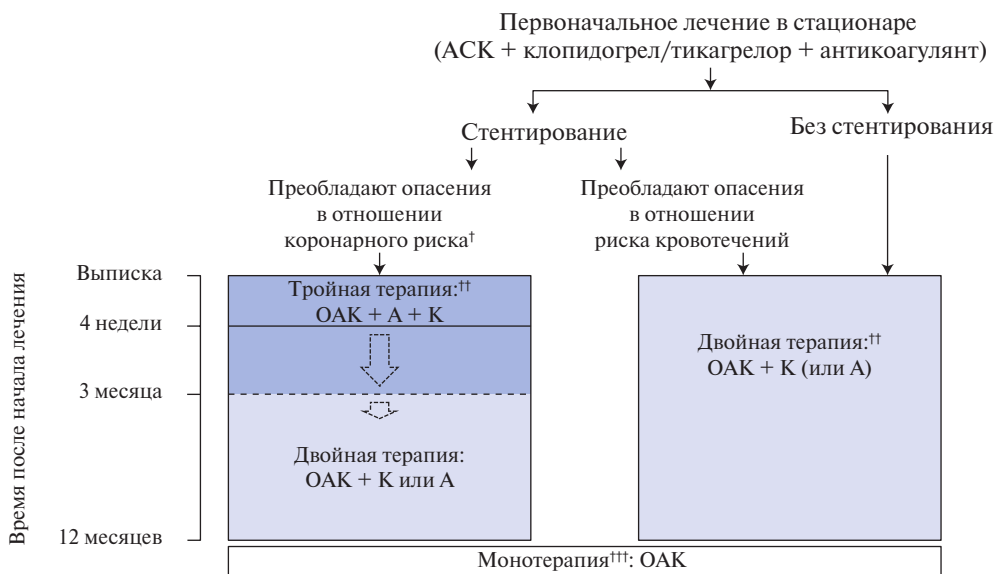 Первоначальное лечение в стационаре
(АСК + клопидогрел/тикагрелор + антикоагулянт)
Стентирование
Без стентирования
Преобладают опасения
в отношении
коронарного риска†
Преобладают опасения
в отношении
риска кровотечений
Время после начала лечения
Выписка
4 недели
3 месяца
12 месяцев
Тройная терапия:††
ОАК + А + К
Двойная терапия:
ОАК + К или А
Двойная терапия:††
ОАК + К (или А)
Монотерапия†††: ОАК